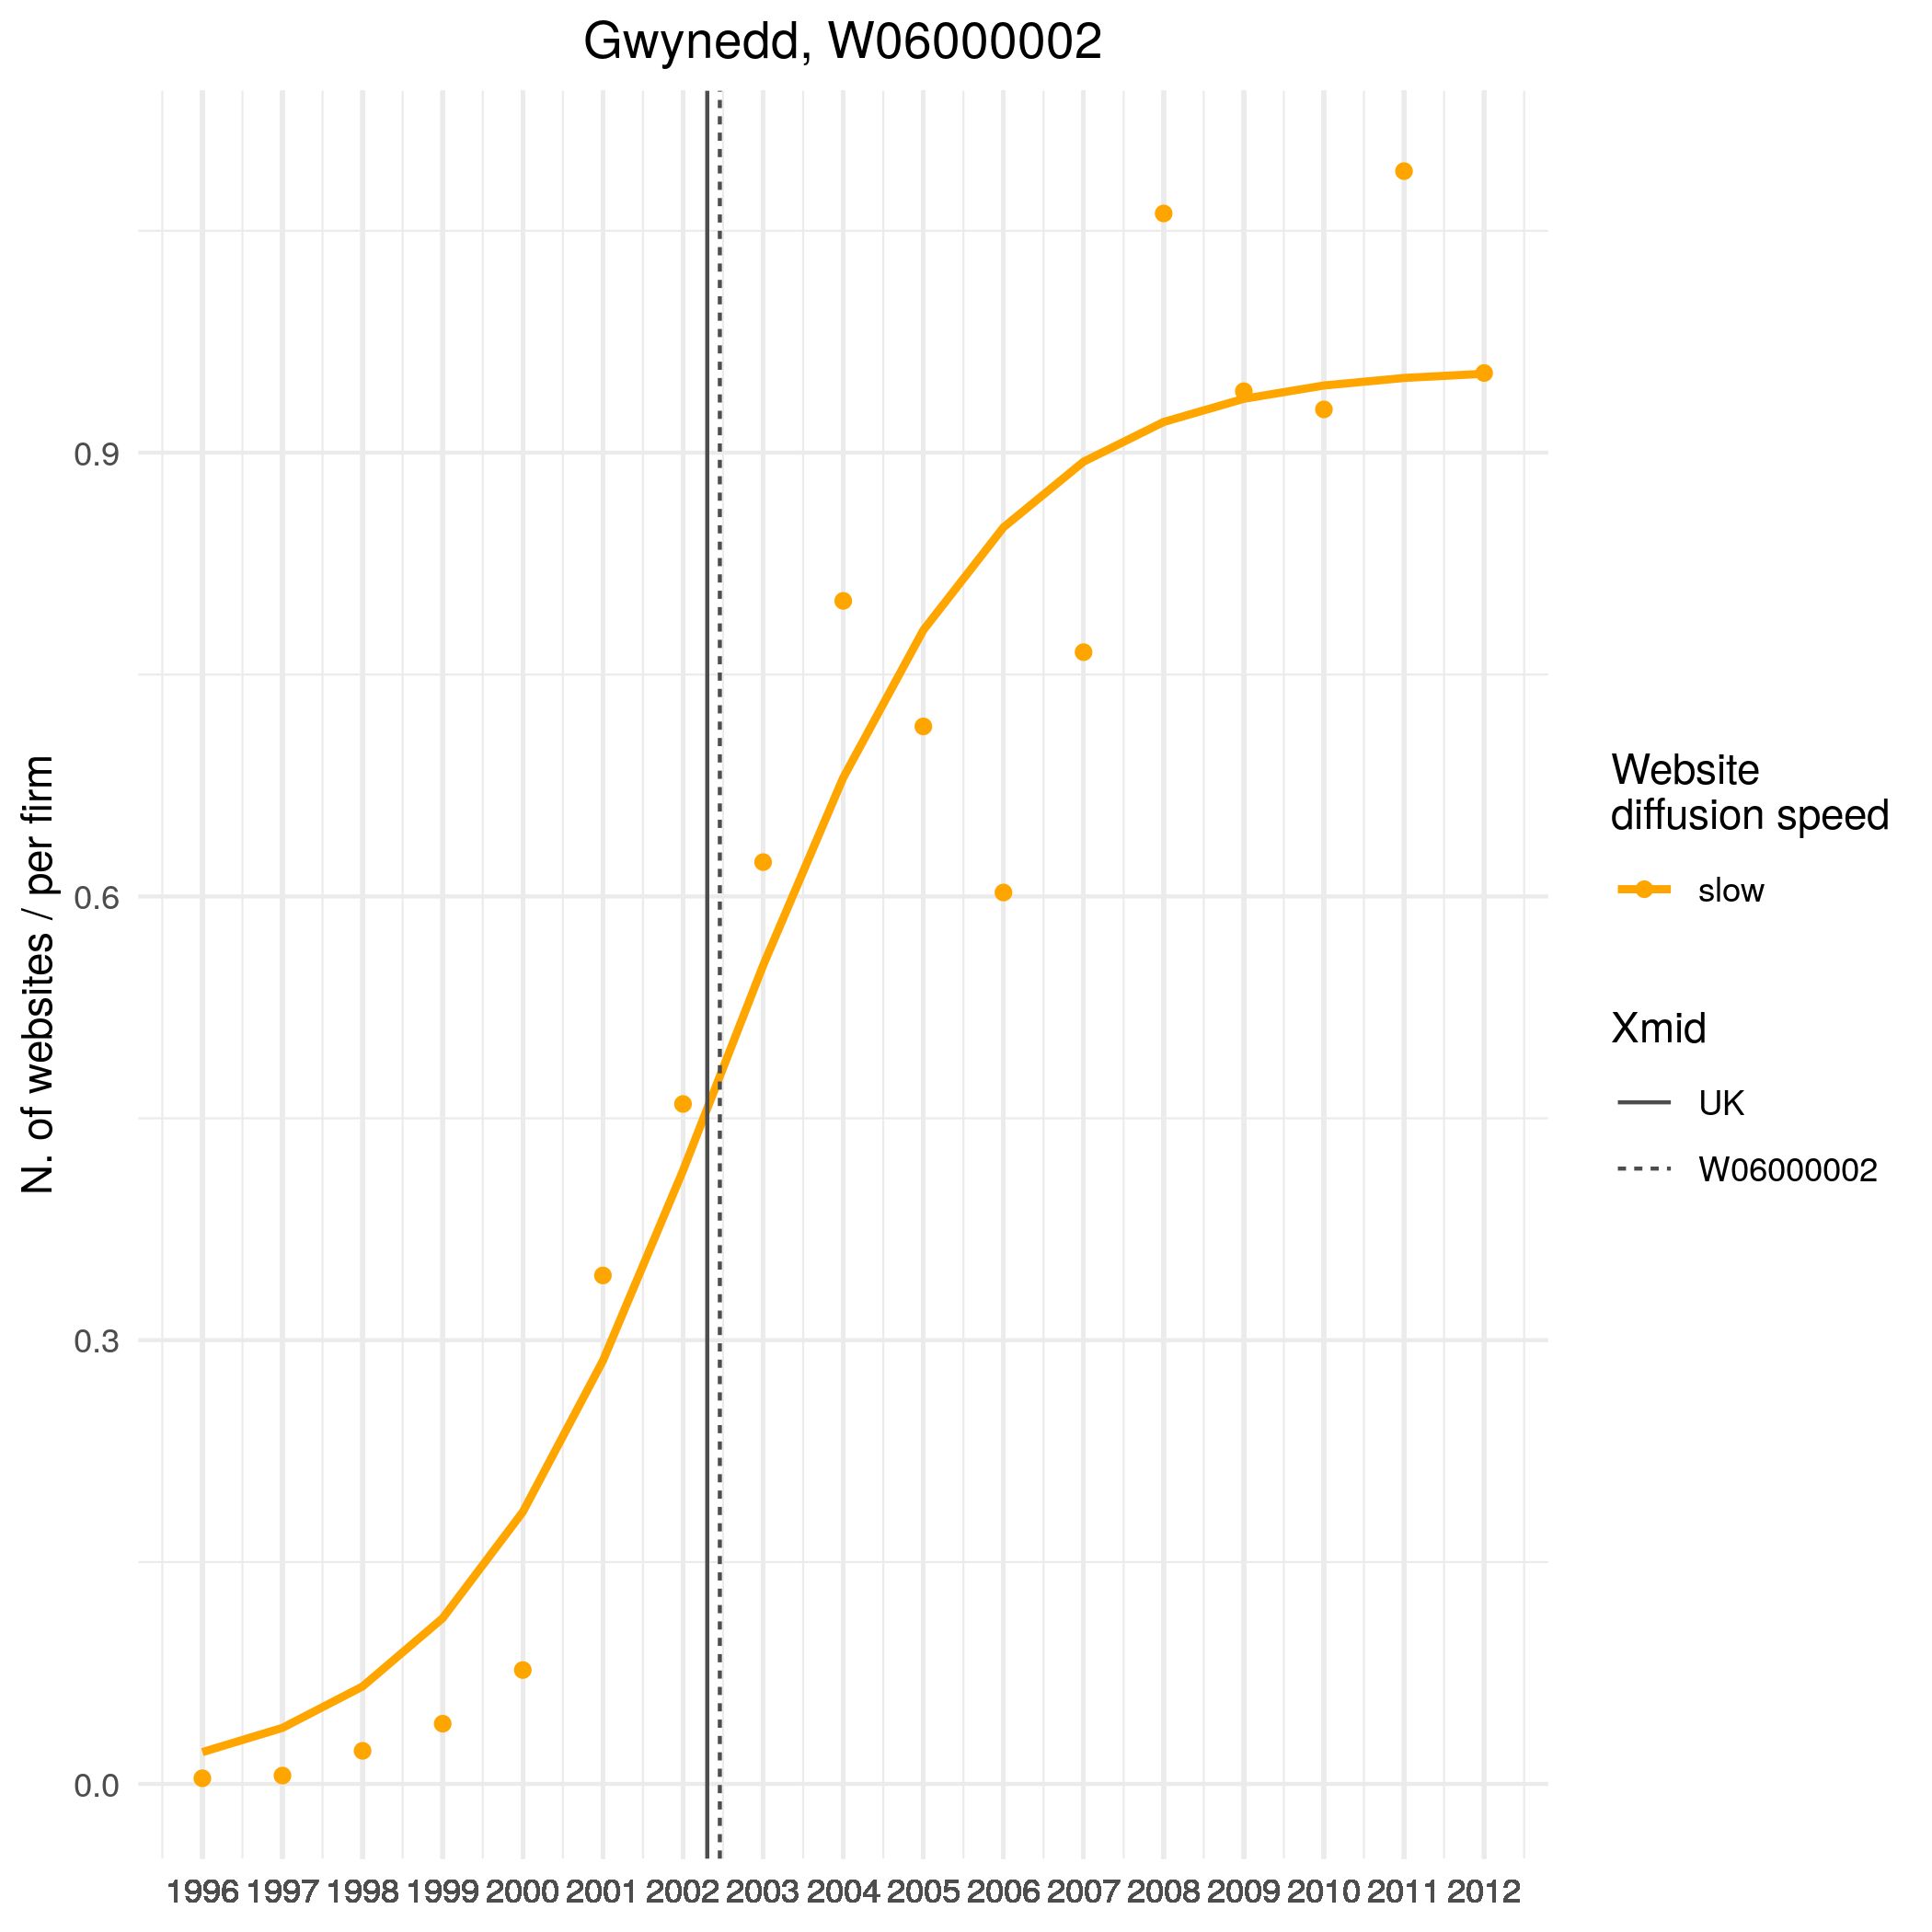 Gwynedd, W06000002
N. of websites / per firm
0.9
0.6
0.3
0.0
1996 1997 1998 1999 2000 2001 2002 2003 2004 2005 2006 2007 2008 2009 2010 2011 2012
Website
diffusion speed
slow
Xmid
UK
W06000002